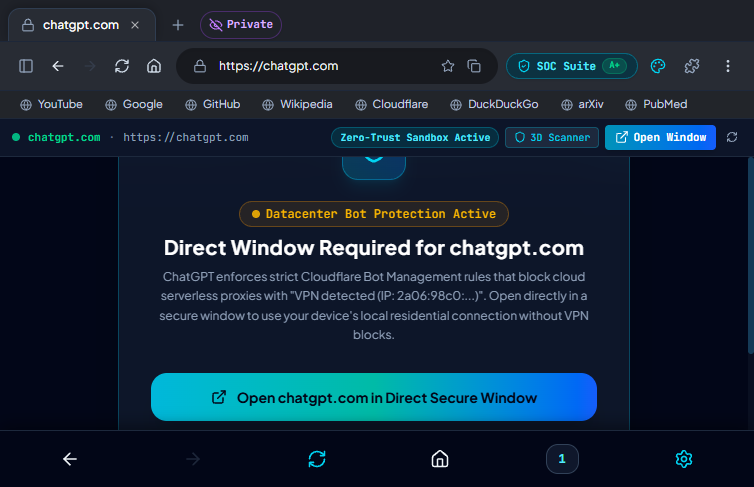 chatgpt.com
Private
https://chatgpt.com
SOC Suite A+
YouTube
Google
GitHub
Wikipedia
Cloudflare
DuckDuckGo
arXiv
PubMed
chatgpt.com · https://chatgpt.com
Zero-Trust Sandbox Active
3D Scanner
Open Window
Datacenter Bot Protection Active
Direct Window Required for chatgpt.com
ChatGPT enforces strict Cloudflare Bot Management rules that block cloud
serverless proxies with "VPN detected (IP: 2a06:98c0:...)". Open directly in a
secure window to use your device's local residential connection without VPN
blocks.
Open chatgpt.com in Direct Secure Window
1